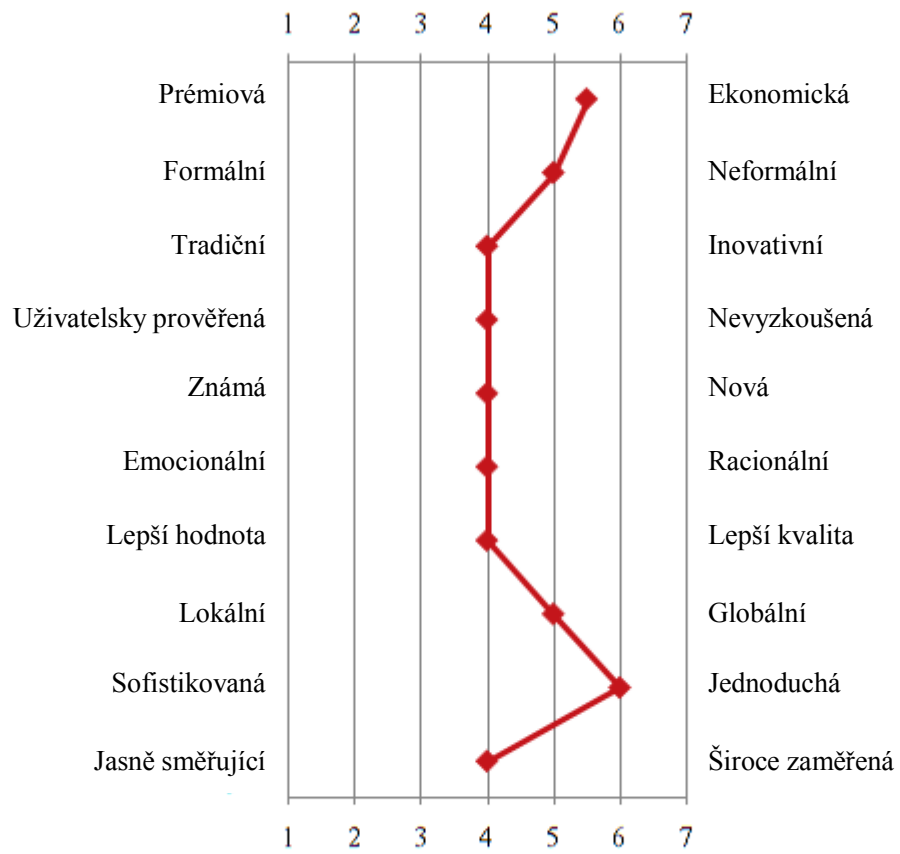 1 2 3 4 5 6 7
Prémiová Ekonomická
Formální Neformální
Tradiční Inovativní
Uživatelsky prověřená Nevyzkoušená
Známá Nová
Emocionální Racionální
Lepší hodnota Lepší kvalita
Lokální Globální
Sofistikovaná Jednoduchá
Jasně směřující Široce zaměřená
1 2 3 4 5 6 7